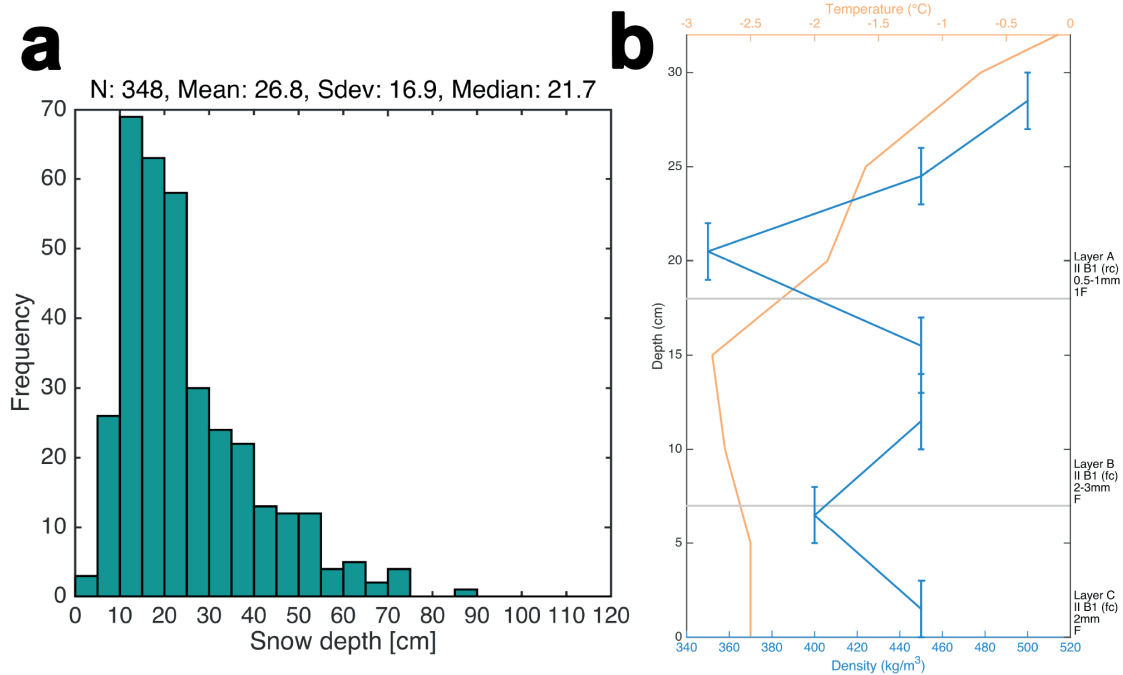 a
N: 348, Mean: 26.8, Sdev: 16.9, Median: 21.7
70
60
50
40
30
20
10
0
Frequency
0 10 20 30 40 50 60 70 80 90 100 110 120
Snow depth [cm]
b
Temperature (°C)
-3 -2.5 -2 -1.5 -1 -0.5 0
30
25
20
15
10
5
0
Depth (cm)
Layer A
II B1 (rc)
0.5-1mm
1F
Layer B
II B1 (fc)
2-3mm
F
Layer C
II B1 (fc)
2mm
F
340 360 380 400 420 440 460 480 500 520
Density (kg/m³)